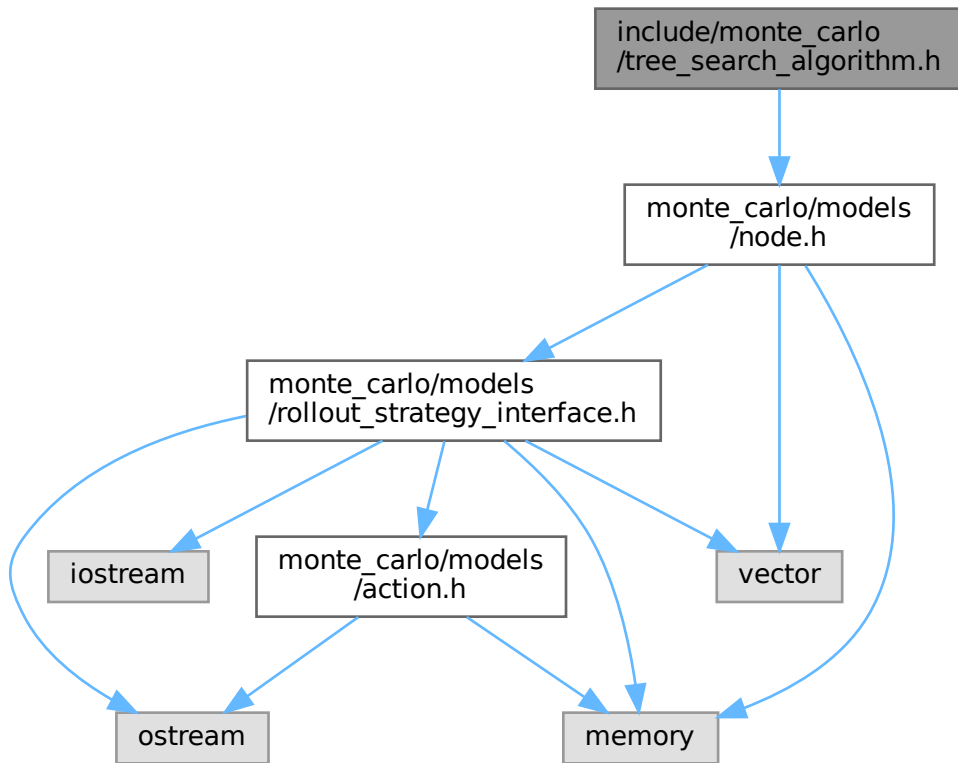 include/monte_carlo
/tree_search_algorithm.h
monte_carlo/models
/node.h
monte_carlo/models
/rollout_strategy_interface.h
iostream
monte_carlo/models
/action.h
vector
ostream
memory